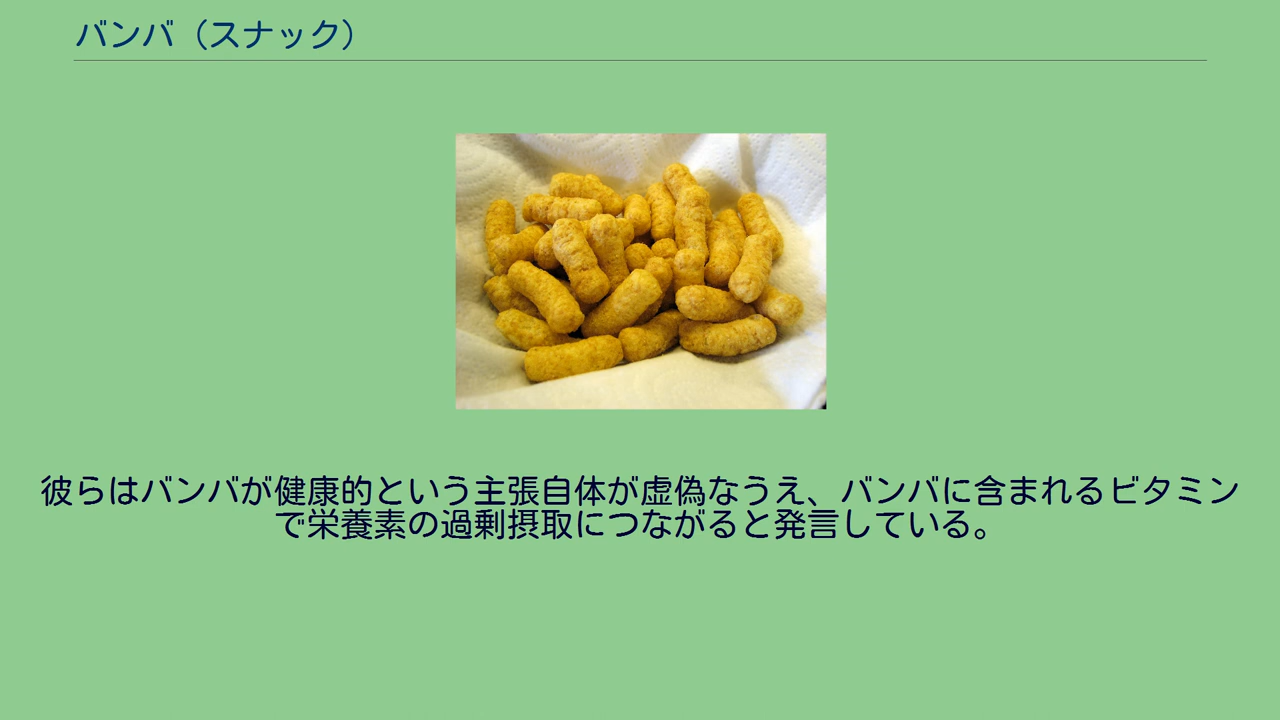 バンバ（スナック）
彼らはバンバが健康的という主張自体が虚偽なうえ、バンバに含まれるビタミン
で栄養素の過剰摂取につながると発言している。